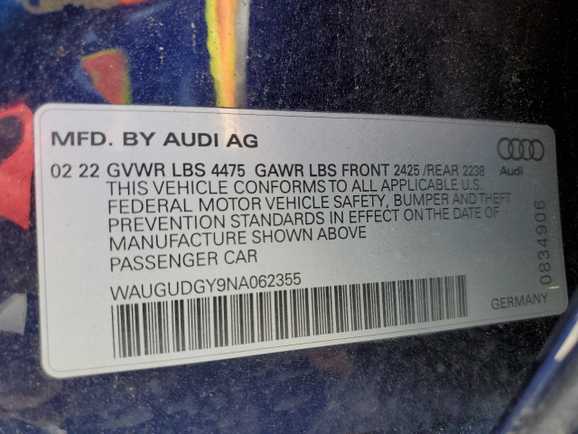 MFD. BY AUDI AG
02 22 GVWR LBS 4475 GAWR LBS FRONT 2425 /REAR 2238
THIS VEHICLE CONFORMS TO ALL APPLICABLE U.S.
FEDERAL MOTOR VEHICLE SAFETY, BUMPER AND THEFT
PREVENTION STANDARDS IN EFFECT ON THE DATE OF
MANUFACTURE SHOWN ABOVE
PASSENGER CAR
WAUGUDGY9NA062355
Audi
0834906
GERMANY